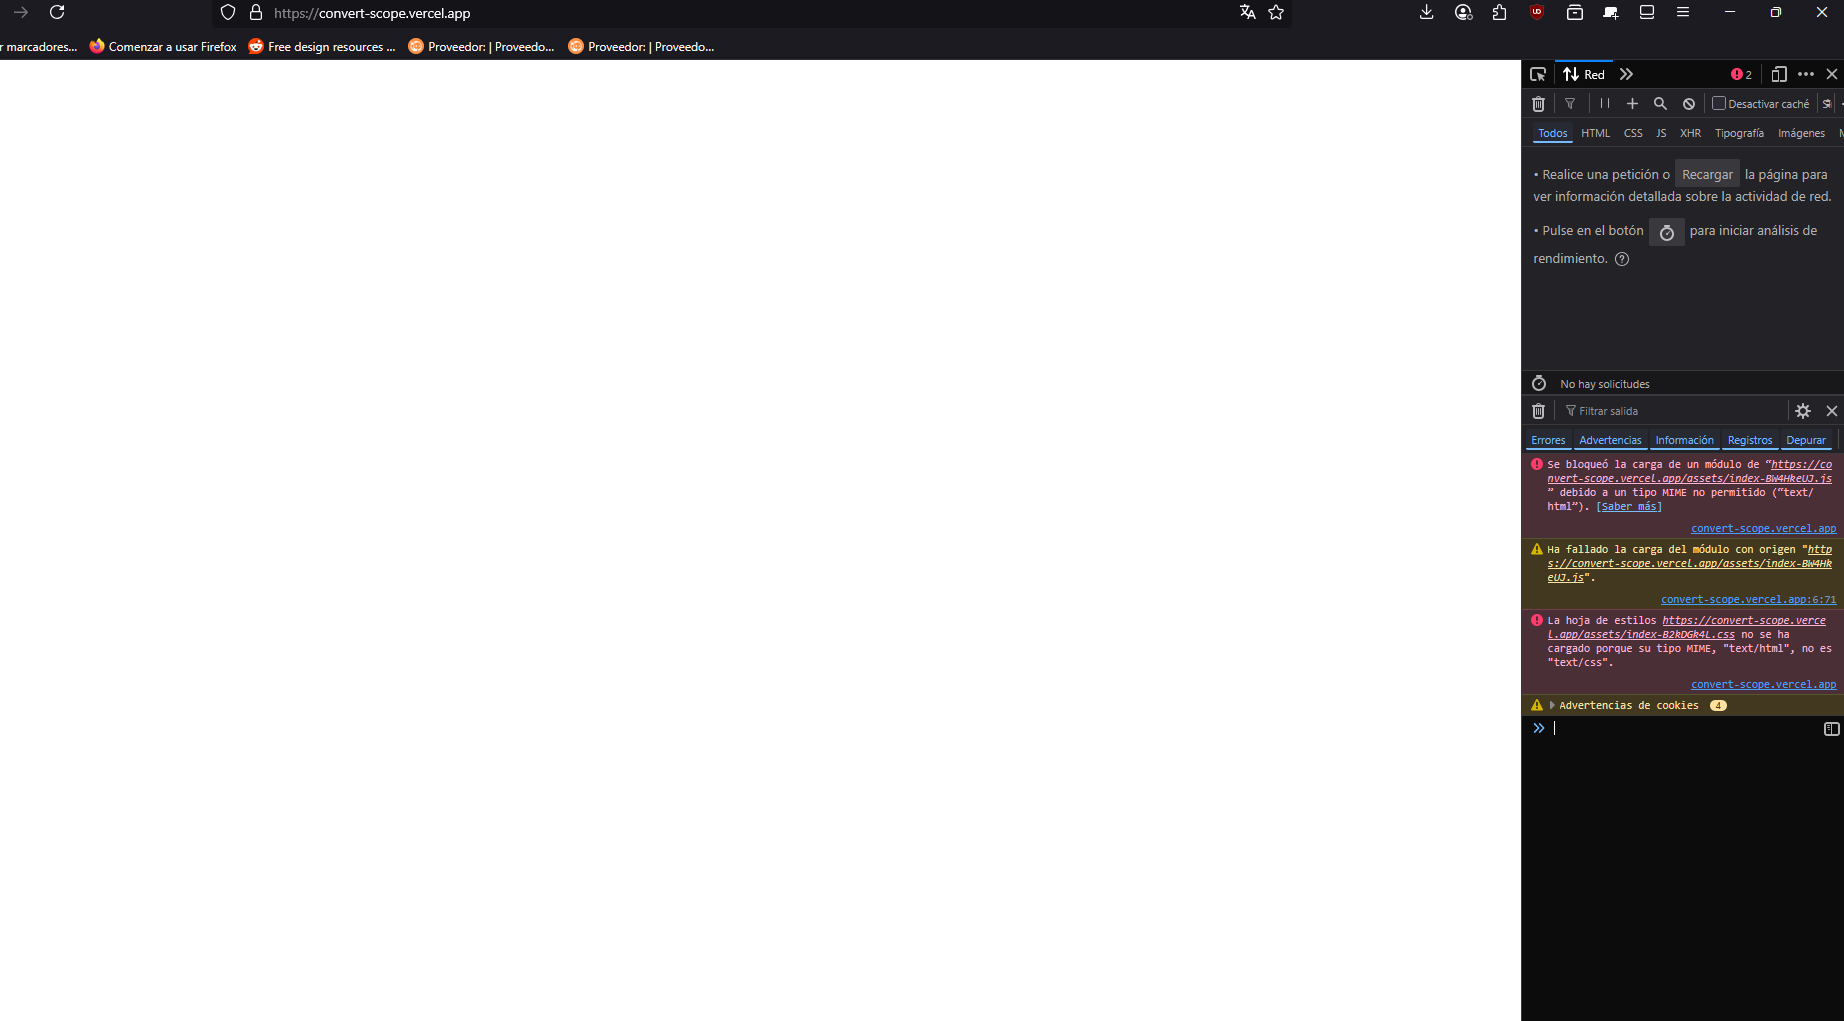 https://convert-scope.vercel.app
r marcadores...
Comenzar a usar Firefox
Free design resources ...
Proveedor: | Proveedo...
Proveedor: | Proveedo...
Red
2
Desactivar caché
Todos
HTML
CSS
JS
XHR
Tipografía
Imágenes
• Realice una petición o Recargar la página para
ver información detallada sobre la actividad de red.
• Pulse en el botón para iniciar análisis de
rendimiento. ?
No hay solicitudes
Filtrar salida
Errores
Advertencias
Información
Registros
Depurar
Se bloqueó la carga de un módulo de “https://co
nvert-scope.vercel.app/assets/index-BW4HkeUJ.js
” debido a un tipo MIME no permitido (“text/
html”). [Saber más]
convert-scope.vercel.app
Ha fallado la carga del módulo con origen "http
s://convert-scope.vercel.app/assets/index-BW4Hk
eUJ.js".
convert-scope.vercel.app:6:71
La hoja de estilos https://convert-scope.verce
l.app/assets/index-B2kDGk4L.css no se ha
cargado porque su tipo MIME, "text/html", no es
"text/css".
convert-scope.vercel.app
Advertencias de cookies 4